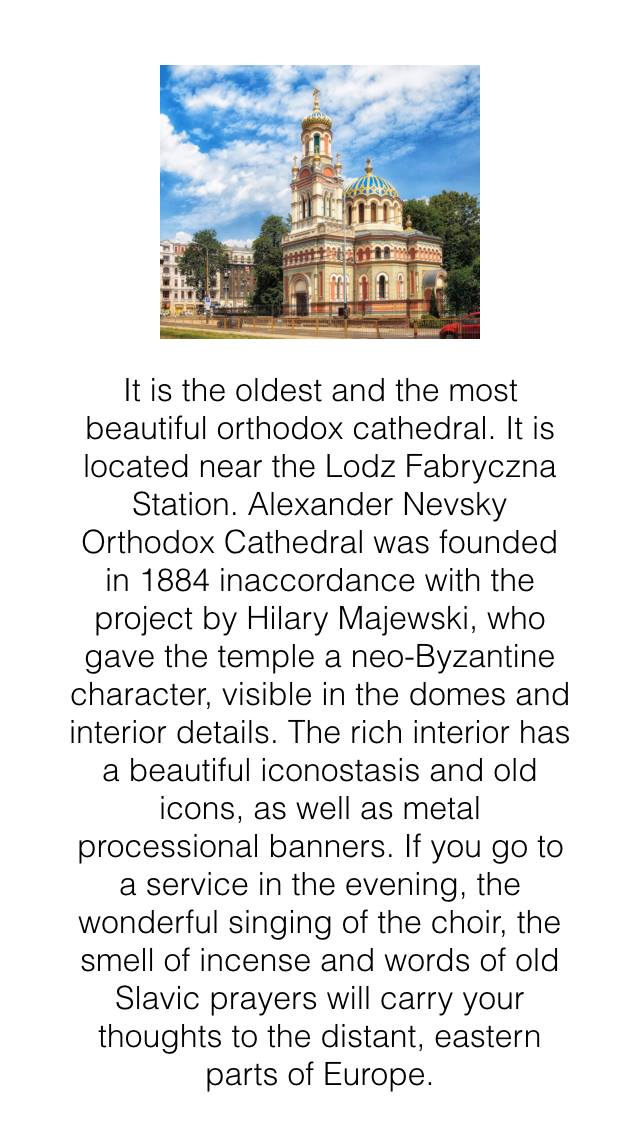 It is the oldest and the most
beautiful orthodox cathedral. It is
located near the Lodz Fabryczna
Station. Alexander Nevsky
Orthodox Cathedral was founded
in 1884 inaccordance with the
project by Hilary Majewski, who
gave the temple a neo-Byzantine
character, visible in the domes and
interior details. The rich interior has
a beautiful iconostasis and old
icons, as well as metal
processional banners. If you go to
a service in the evening, the
wonderful singing of the choir, the
smell of incense and words of old
Slavic prayers will carry your
thoughts to the distant, eastern
parts of Europe.